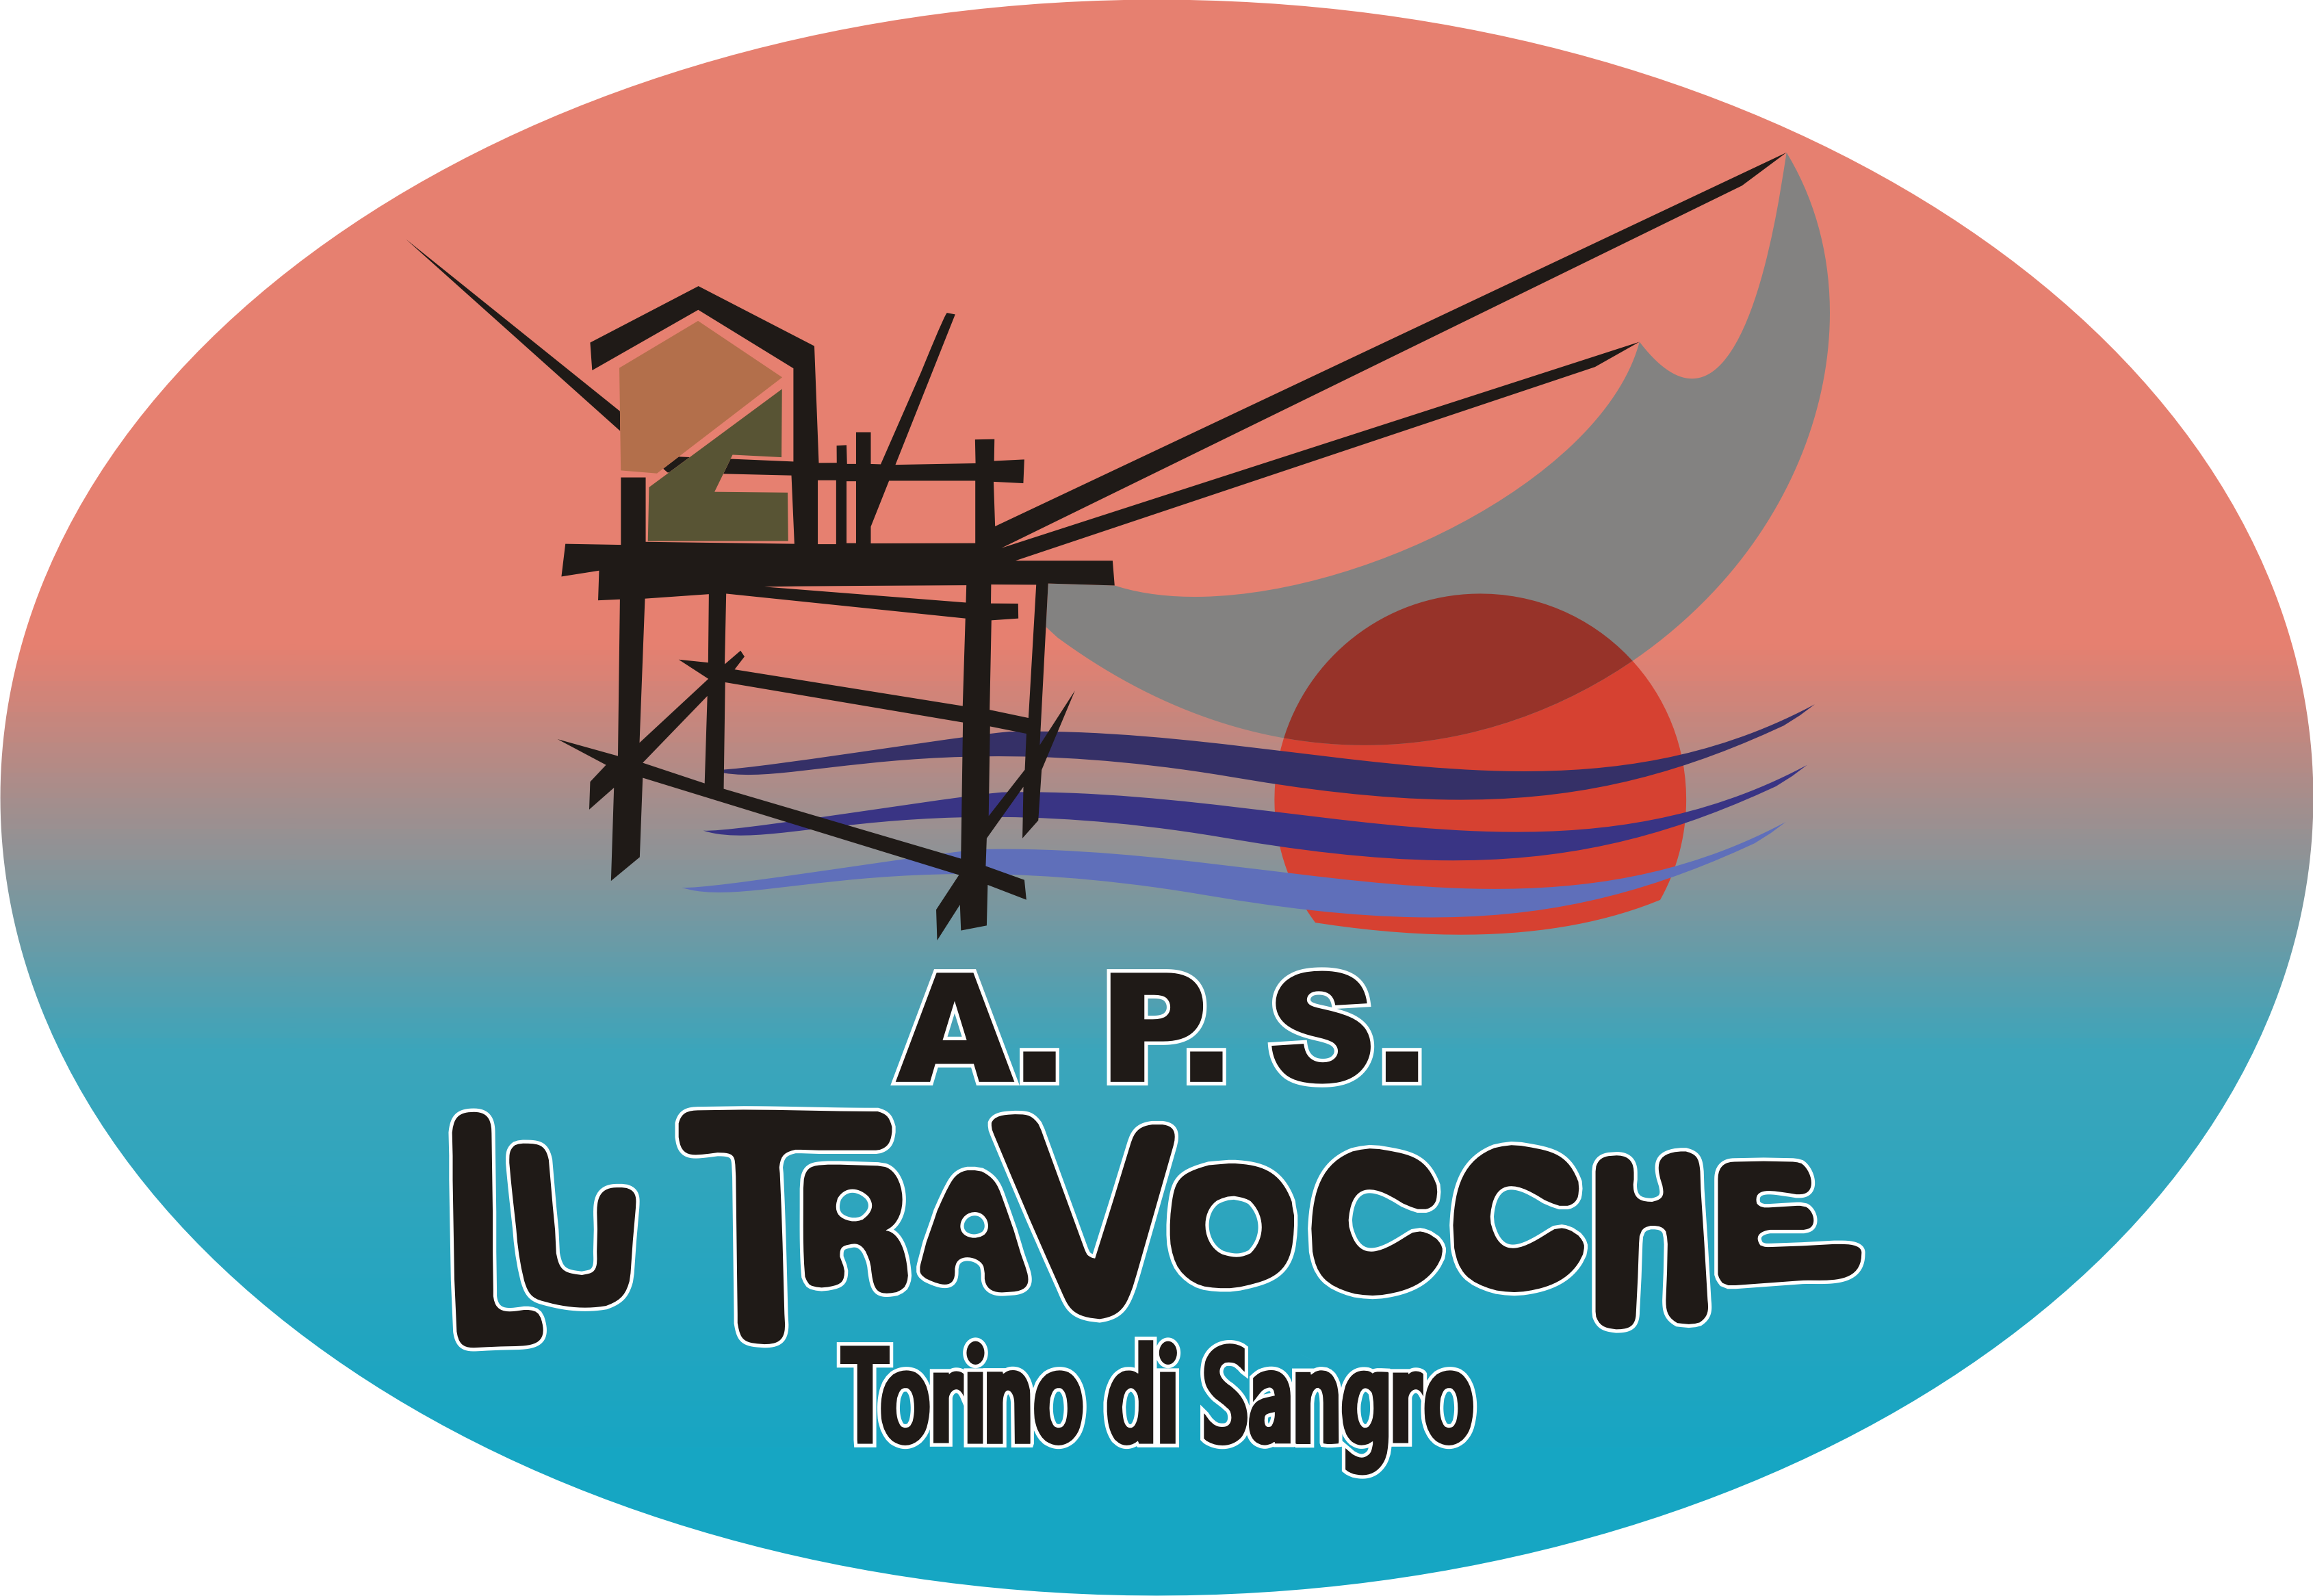 A. P. S.
Lu TraVocche
Torino di Sangro